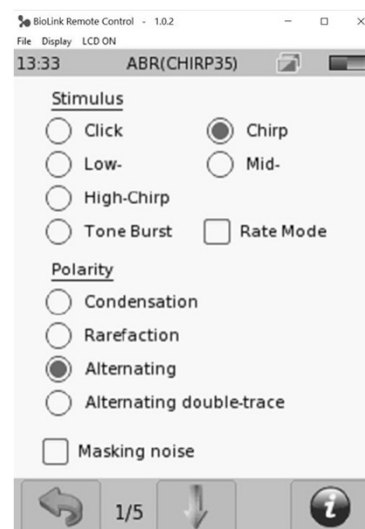 BioLink Remote Control - 1.0.2
File Display LCD ON
13:33 ABR(CHIRP35)
Stimulus
Click Chirp
Low- Mid-
High-Chirp
Tone Burst Rate Mode
Polarity
Condensation
Rarefaction
Alternating
Alternating double-trace
Masking noise
1/5 i